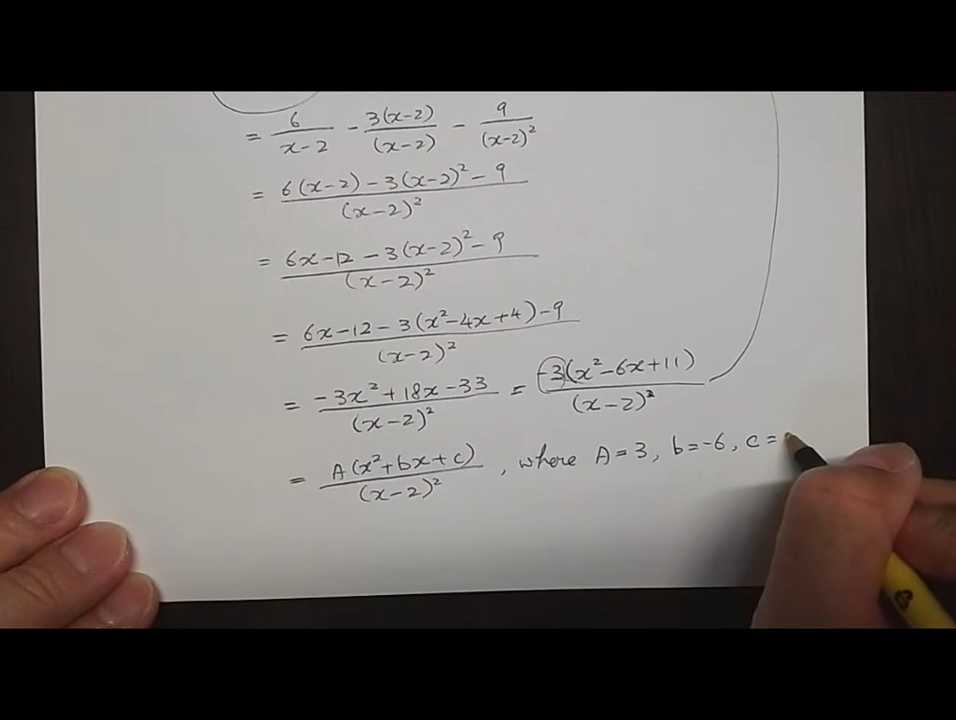 = 6/(x-2) - 3(x-2)/(x-2) - 9/(x-2)²
= (6(x-2) - 3(x-2)² - 9)/(x-2)²
= (6x-12 - 3(x-2)² - 9)/(x-2)²
= (6x-12 - 3(x²-4x+4) - 9)/(x-2)²
= (-3x²+18x-33)/(x-2)² = -3(x²-6x+11)/(x-2)²
= A(x²+bx+c)/(x-2)², where A=3, b=-6, c=